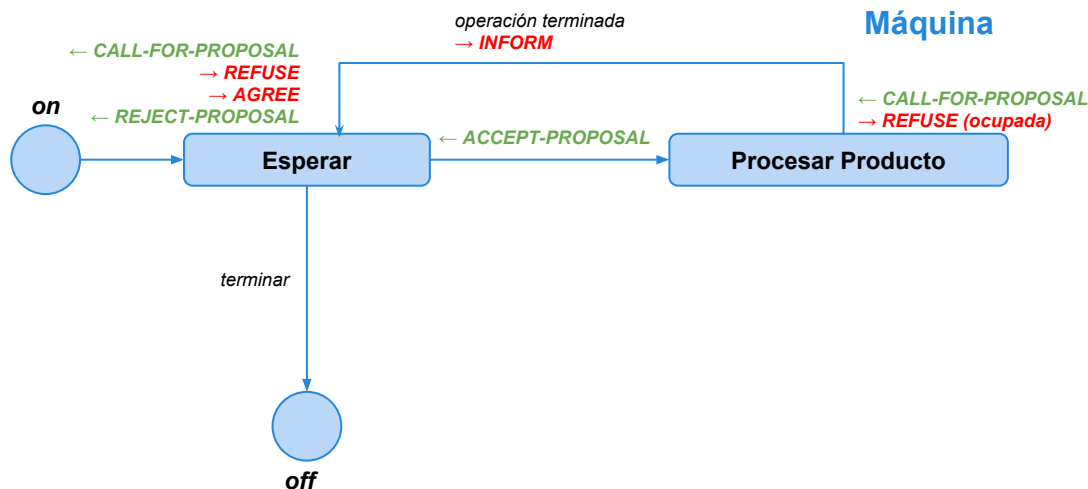 Máquina
operación terminada
→ INFORM
← CALL-FOR-PROPOSAL
→ REFUSE
→ AGREE
← REJECT-PROPOSAL
on
← CALL-FOR-PROPOSAL
→ REFUSE (ocupada)
← ACCEPT-PROPOSAL
Esperar
Procesar Producto
terminar
off